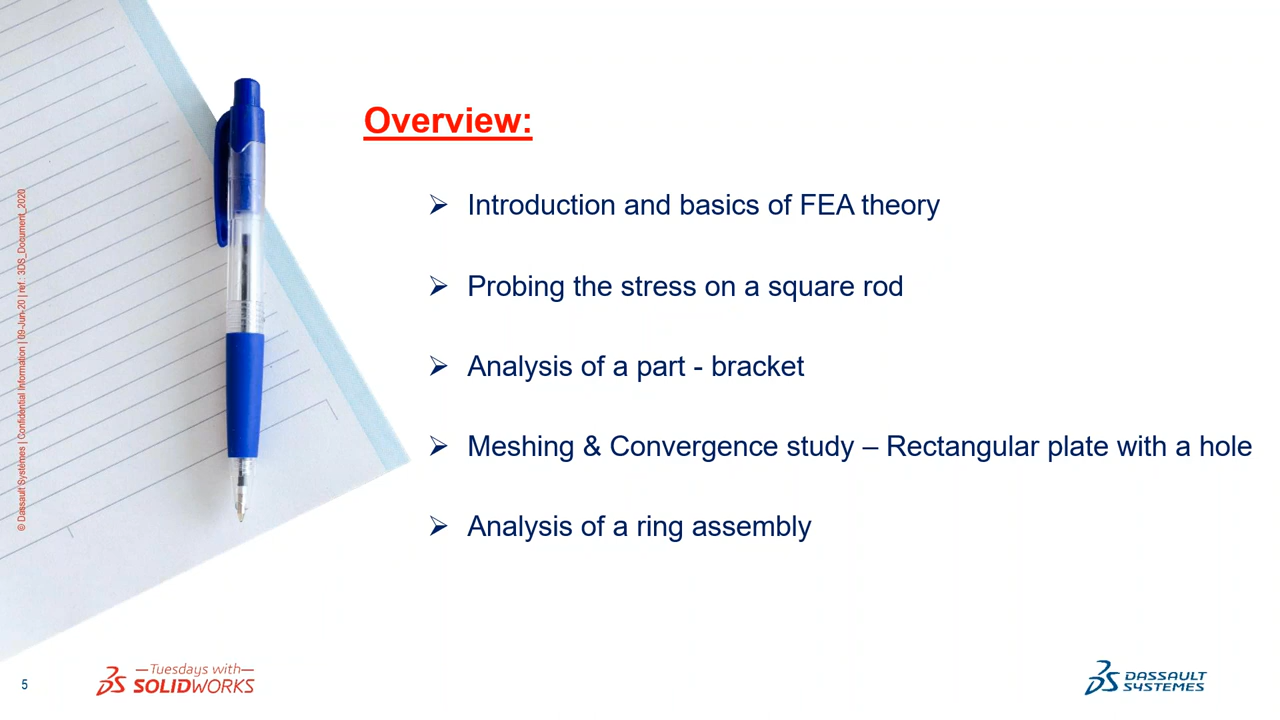 Overview:
➢ Introduction and basics of FEA theory
➢ Probing the stress on a square rod
➢ Analysis of a part - bracket
➢ Meshing & Convergence study – Rectangular plate with a hole
➢ Analysis of a ring assembly
© Dassault Systèmes | Confidential Information | 09-Jun-20 | ref.: 3DS_Document_2020
5
Tuesdays with
SOLIDWORKS
DASSAULT
SYSTEMES